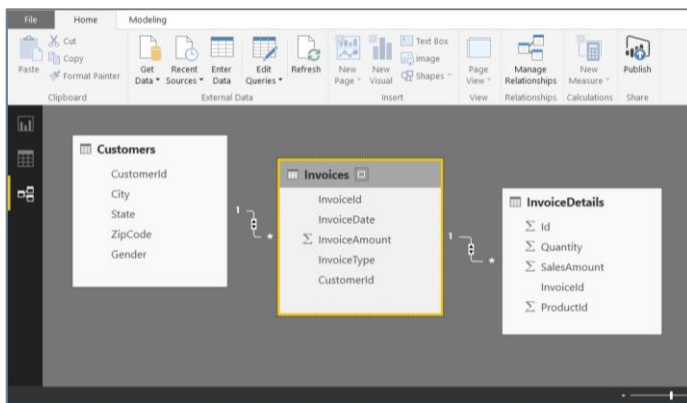 File Home Modeling
Cut
Copy
Format Painter
Paste
Clipboard
Get Data
Recent Sources
Enter Data
Edit Queries
Refresh
External Data
New Page
New Visual
Text Box
Image
Shapes
Insert
Page View
View
Manage Relationships
Relationships
New Measure
Calculations
Publish
Share
Customers
CustomerId
City
State
ZipCode
Gender
1
*
Invoices
InvoiceId
InvoiceDate
Σ InvoiceAmount
InvoiceType
CustomerId
1
*
InvoiceDetails
Σ Id
Σ Quantity
Σ SalesAmount
InvoiceId
Σ ProductId